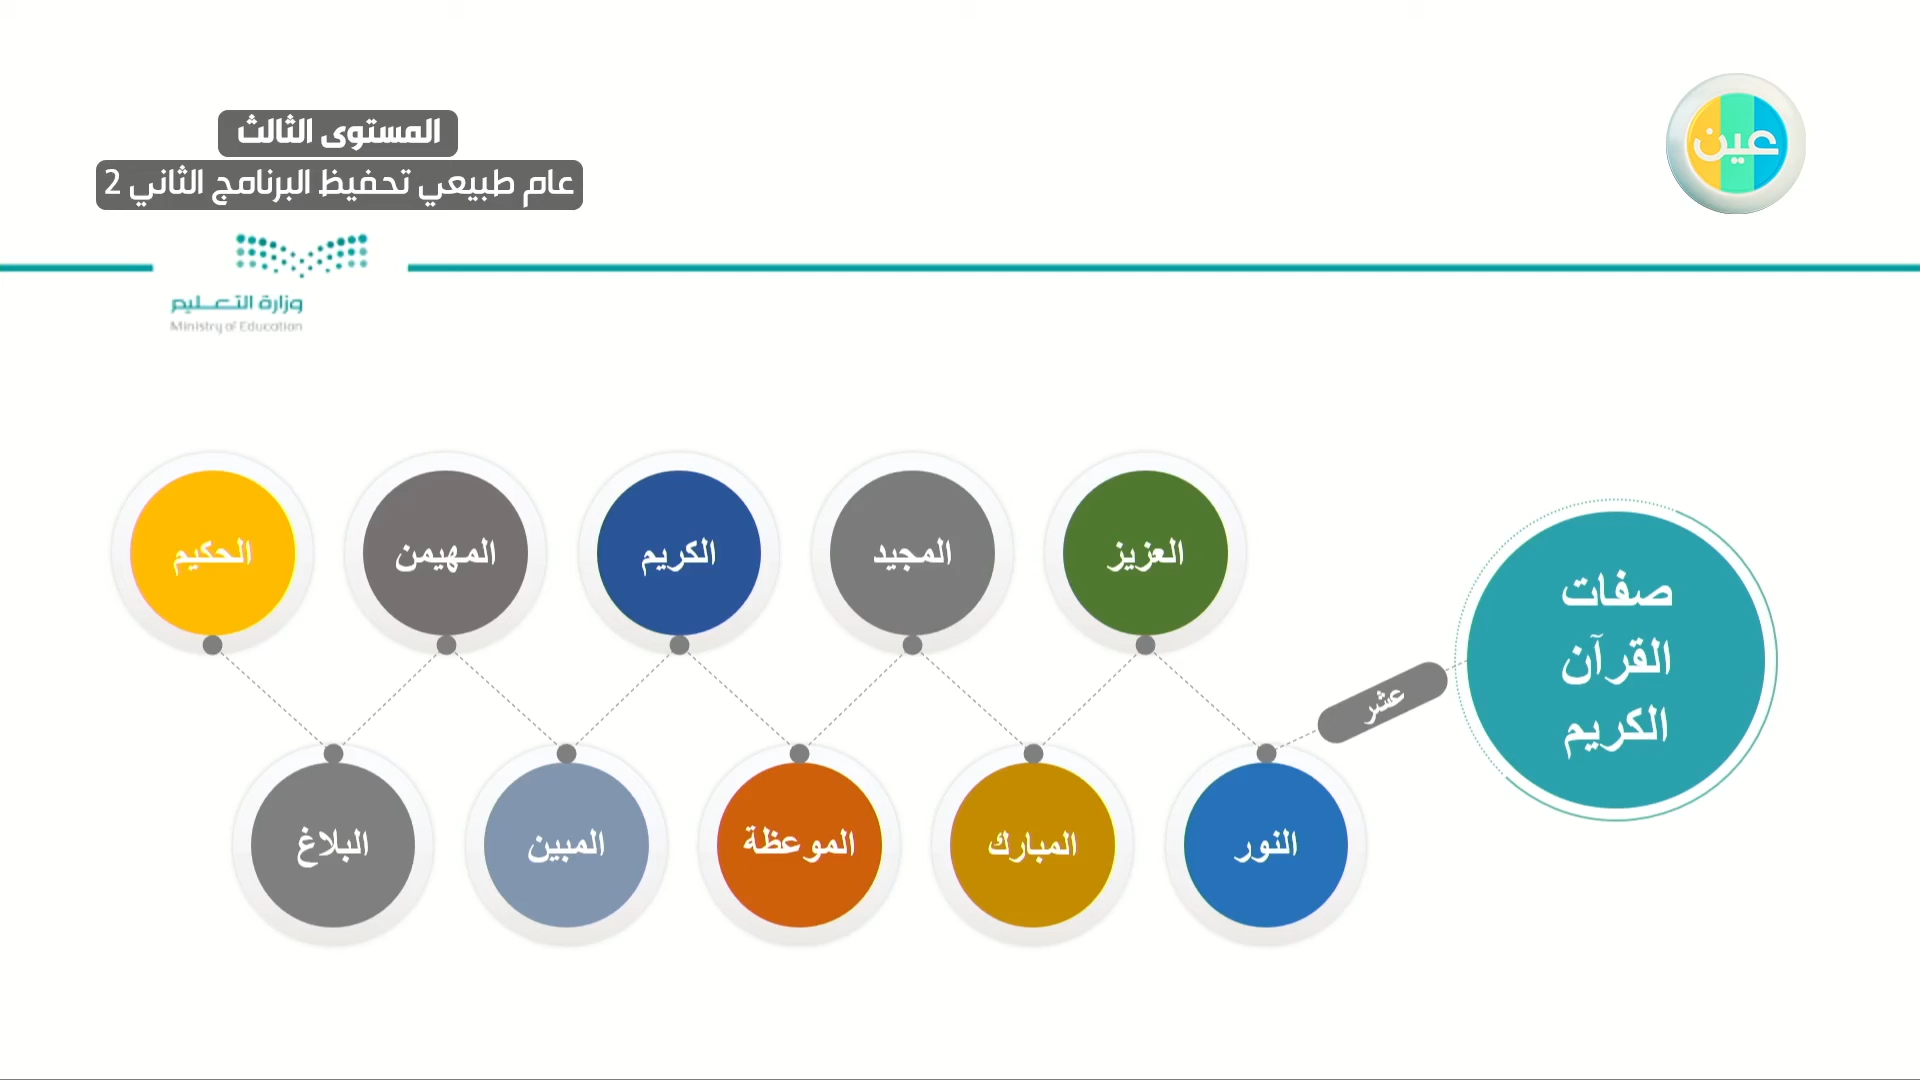 المستوى الثالث
عام طبيعي تحفيظ البرنامج الثاني 2
عين
وزارة التعليم
Ministry of Education
صفات
القرآن
الكريم
عشر
العزيز
المجيد
الكريم
المهيمن
الحكيم
النور
المبارك
الموعظة
المبين
البلاغ